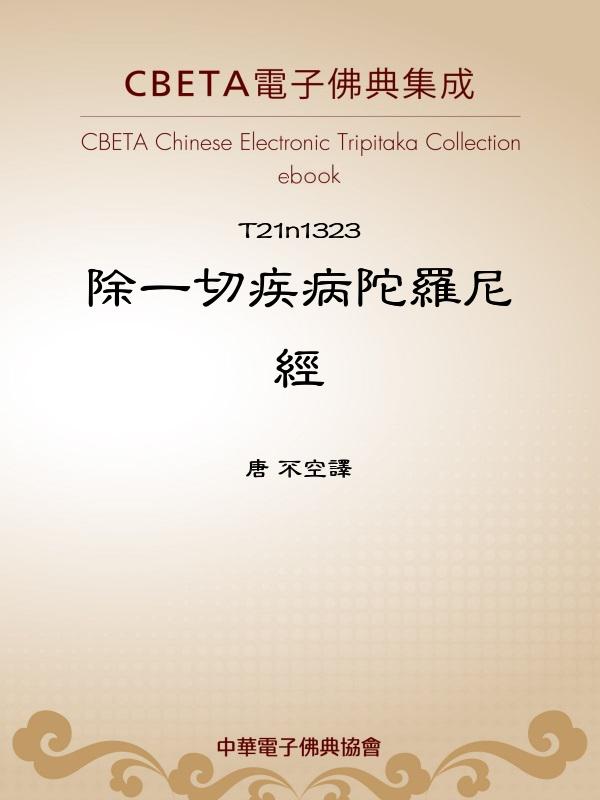 CBETA電子佛典集成
CBETA Chinese Electronic Tripitaka Collection
ebook
T21n1323
除一切疾病陀羅尼
經
唐 不空譯
中華電子佛典協會